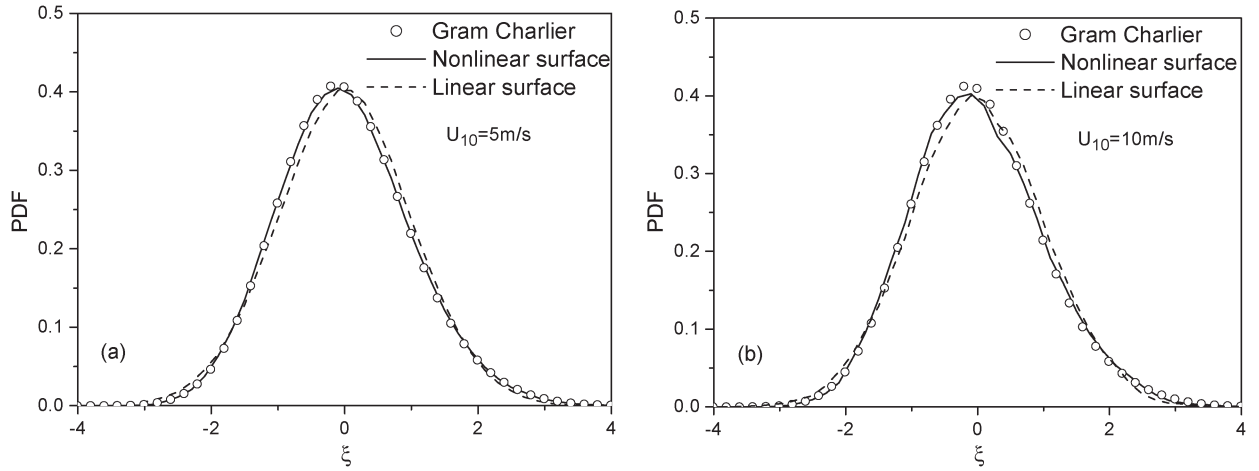 0.5
0.4
0.3
0.2
0.1
0.0
PDF
Gram Charlier
Nonlinear surface
Linear surface
U10=5m/s
(a)
-4 -2 0 2 4
ξ
0.5
0.4
0.3
0.2
0.1
0.0
PDF
Gram Charlier
Nonlinear surface
Linear surface
U10=10m/s
(b)
-4 -2 0 2 4
ξ